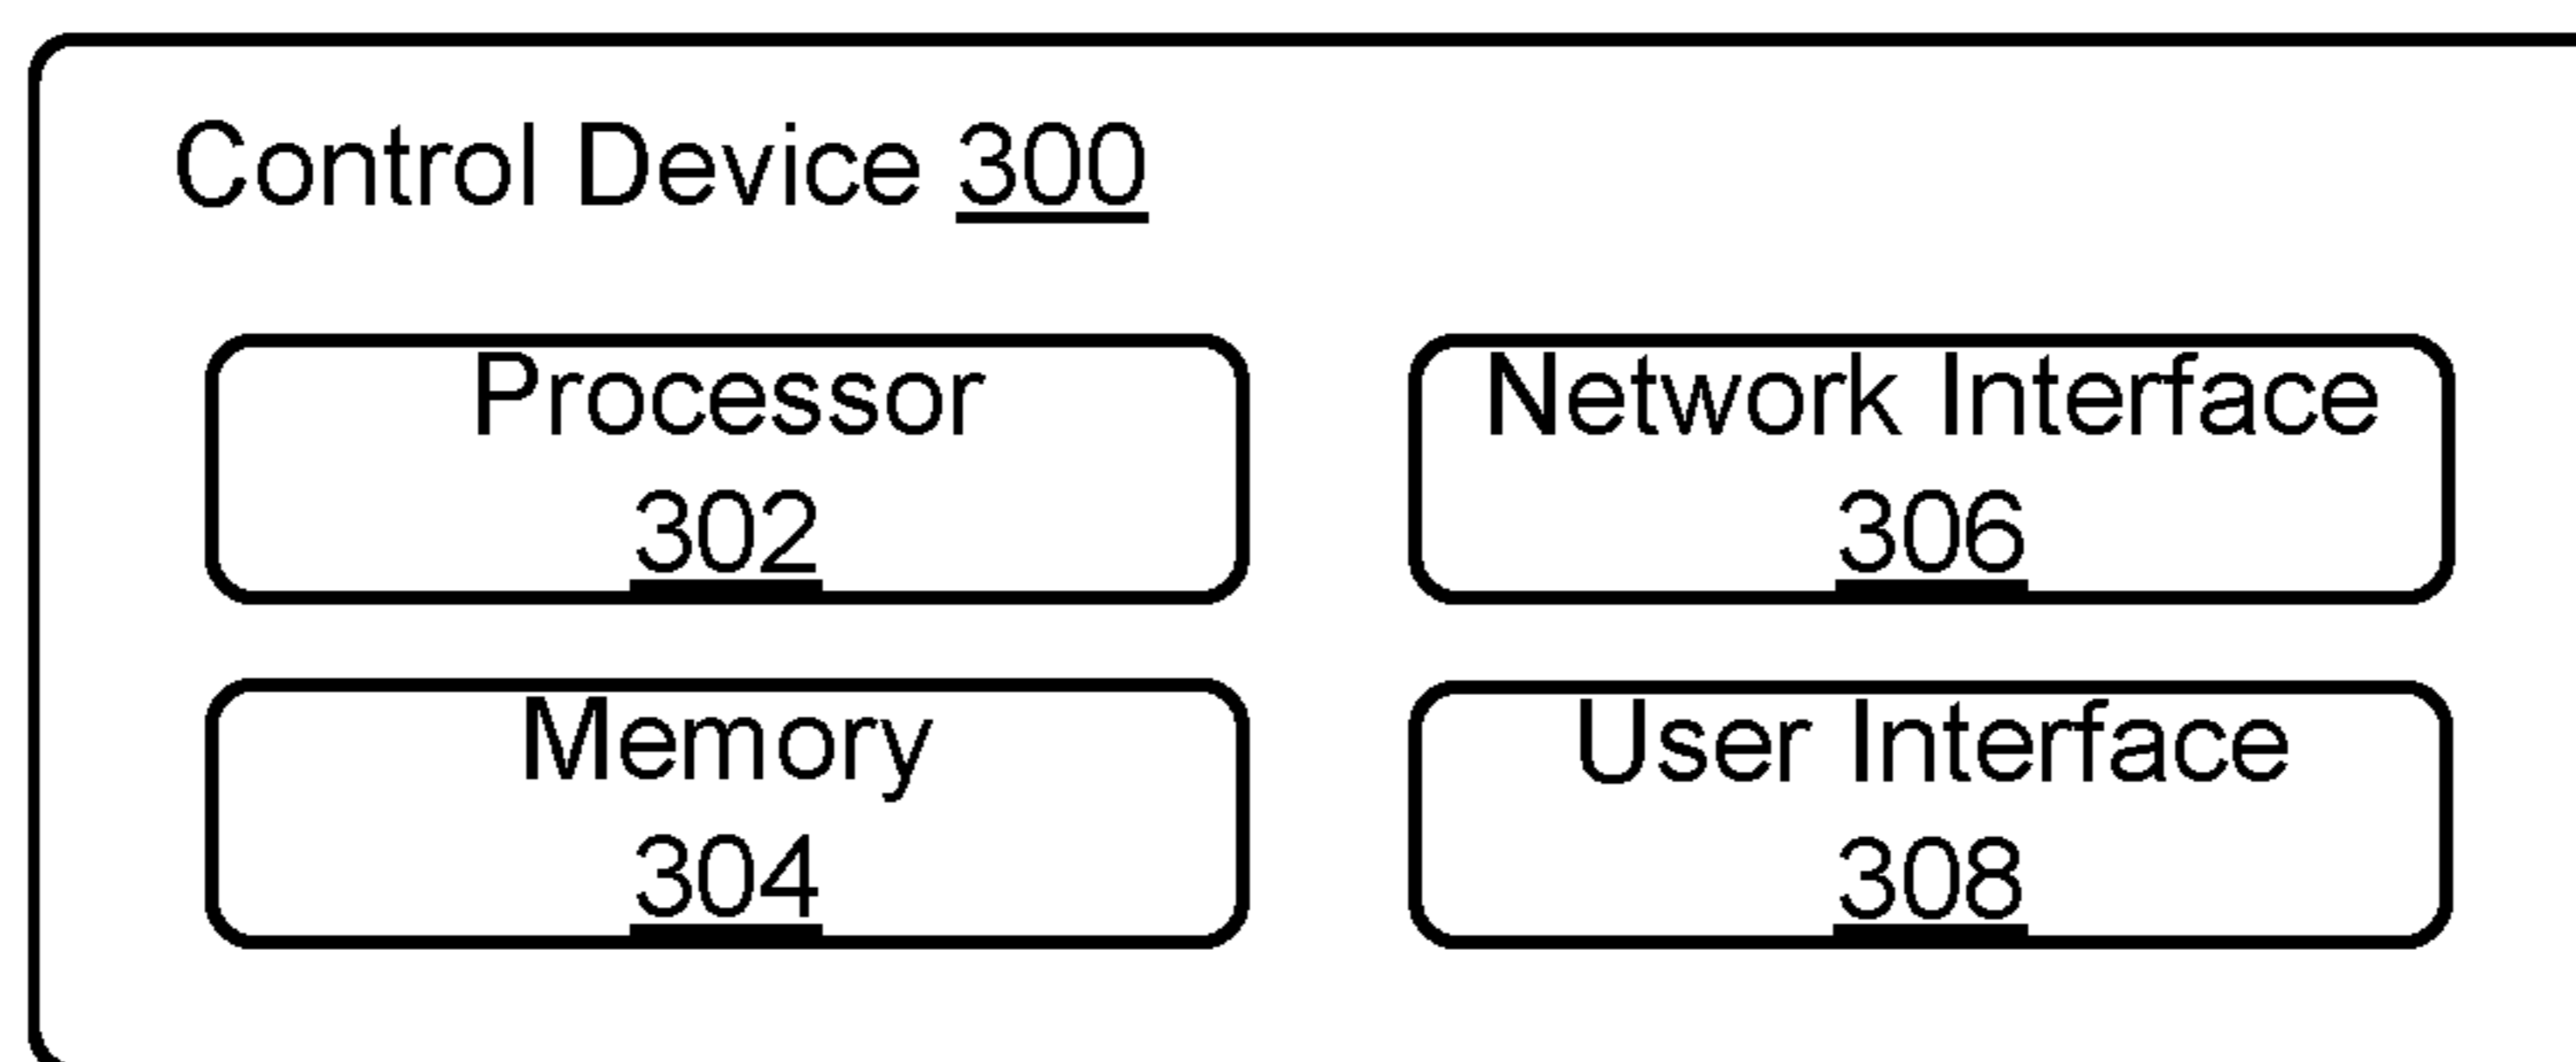 Control Device 300
Processor
302
Network Interface
306
Memory
304
User Interface
308